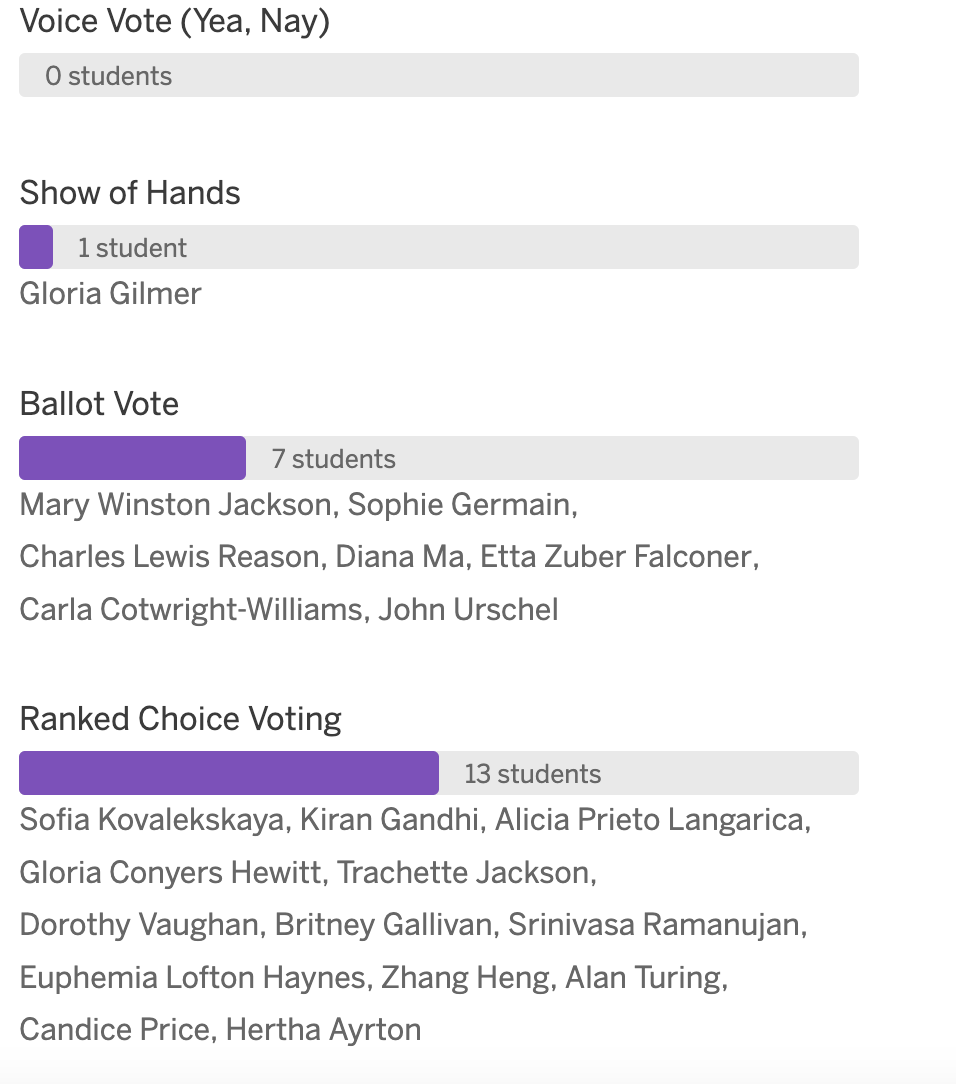 Voice Vote (Yea, Nay)
0 students
Show of Hands
1 student
Gloria Gilmer
Ballot Vote
7 students
Mary Winston Jackson, Sophie Germain,
Charles Lewis Reason, Diana Ma, Etta Zuber Falconer,
Carla Cotwright-Williams, John Urschel
Ranked Choice Voting
13 students
Sofia Kovalekskaya, Kiran Gandhi, Alicia Prieto Langarica,
Gloria Conyers Hewitt, Trachette Jackson,
Dorothy Vaughan, Britney Gallivan, Srinivasa Ramanujan,
Euphemia Lofton Haynes, Zhang Heng, Alan Turing,
Candice Price, Hertha Ayrton